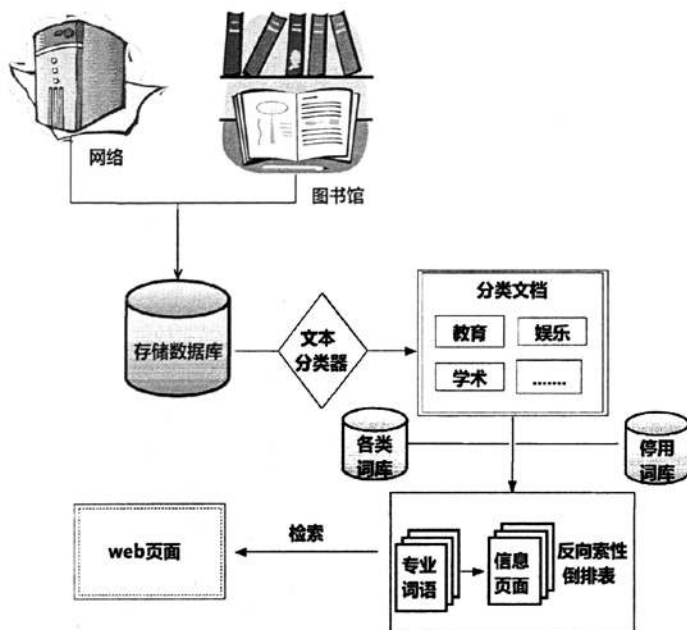 网络
图书馆
存储数据库
文本
分类器
分类文档
教育
娱乐
学术
.......
各类
词库
停用
词库
web页面
检索
专业
词语
信息
页面
反向索性
倒排表